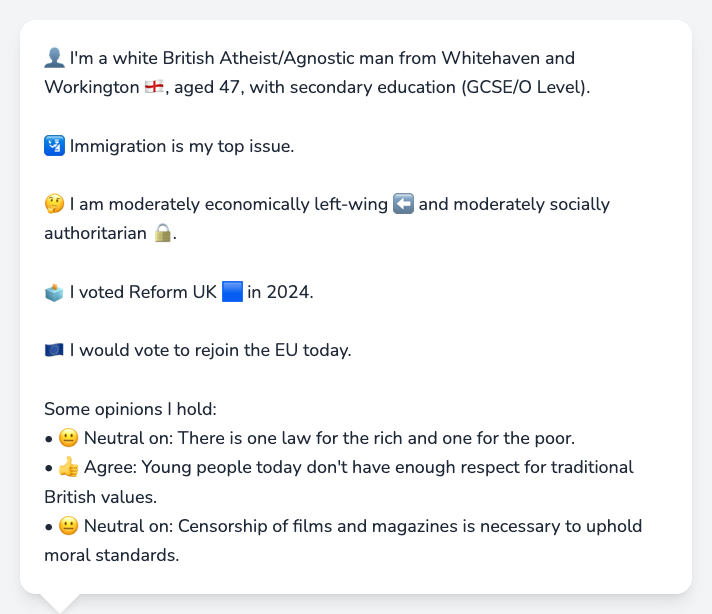 👤 I'm a white British Atheist/Agnostic man from Whitehaven and
Workington 🏴󠁧󠁢󠁥󠁮󠁧󠁿, aged 47, with secondary education (GCSE/O Level).
🛂 Immigration is my top issue.
🤔 I am moderately economically left-wing ⬅️ and moderately socially
authoritarian 🔒.
🗳️ I voted Reform UK 🟦 in 2024.
🇪🇺 I would vote to rejoin the EU today.
Some opinions I hold:
• 😐 Neutral on: There is one law for the rich and one for the poor.
• 👍 Agree: Young people today don't have enough respect for traditional
British values.
• 😐 Neutral on: Censorship of films and magazines is necessary to uphold
moral standards.